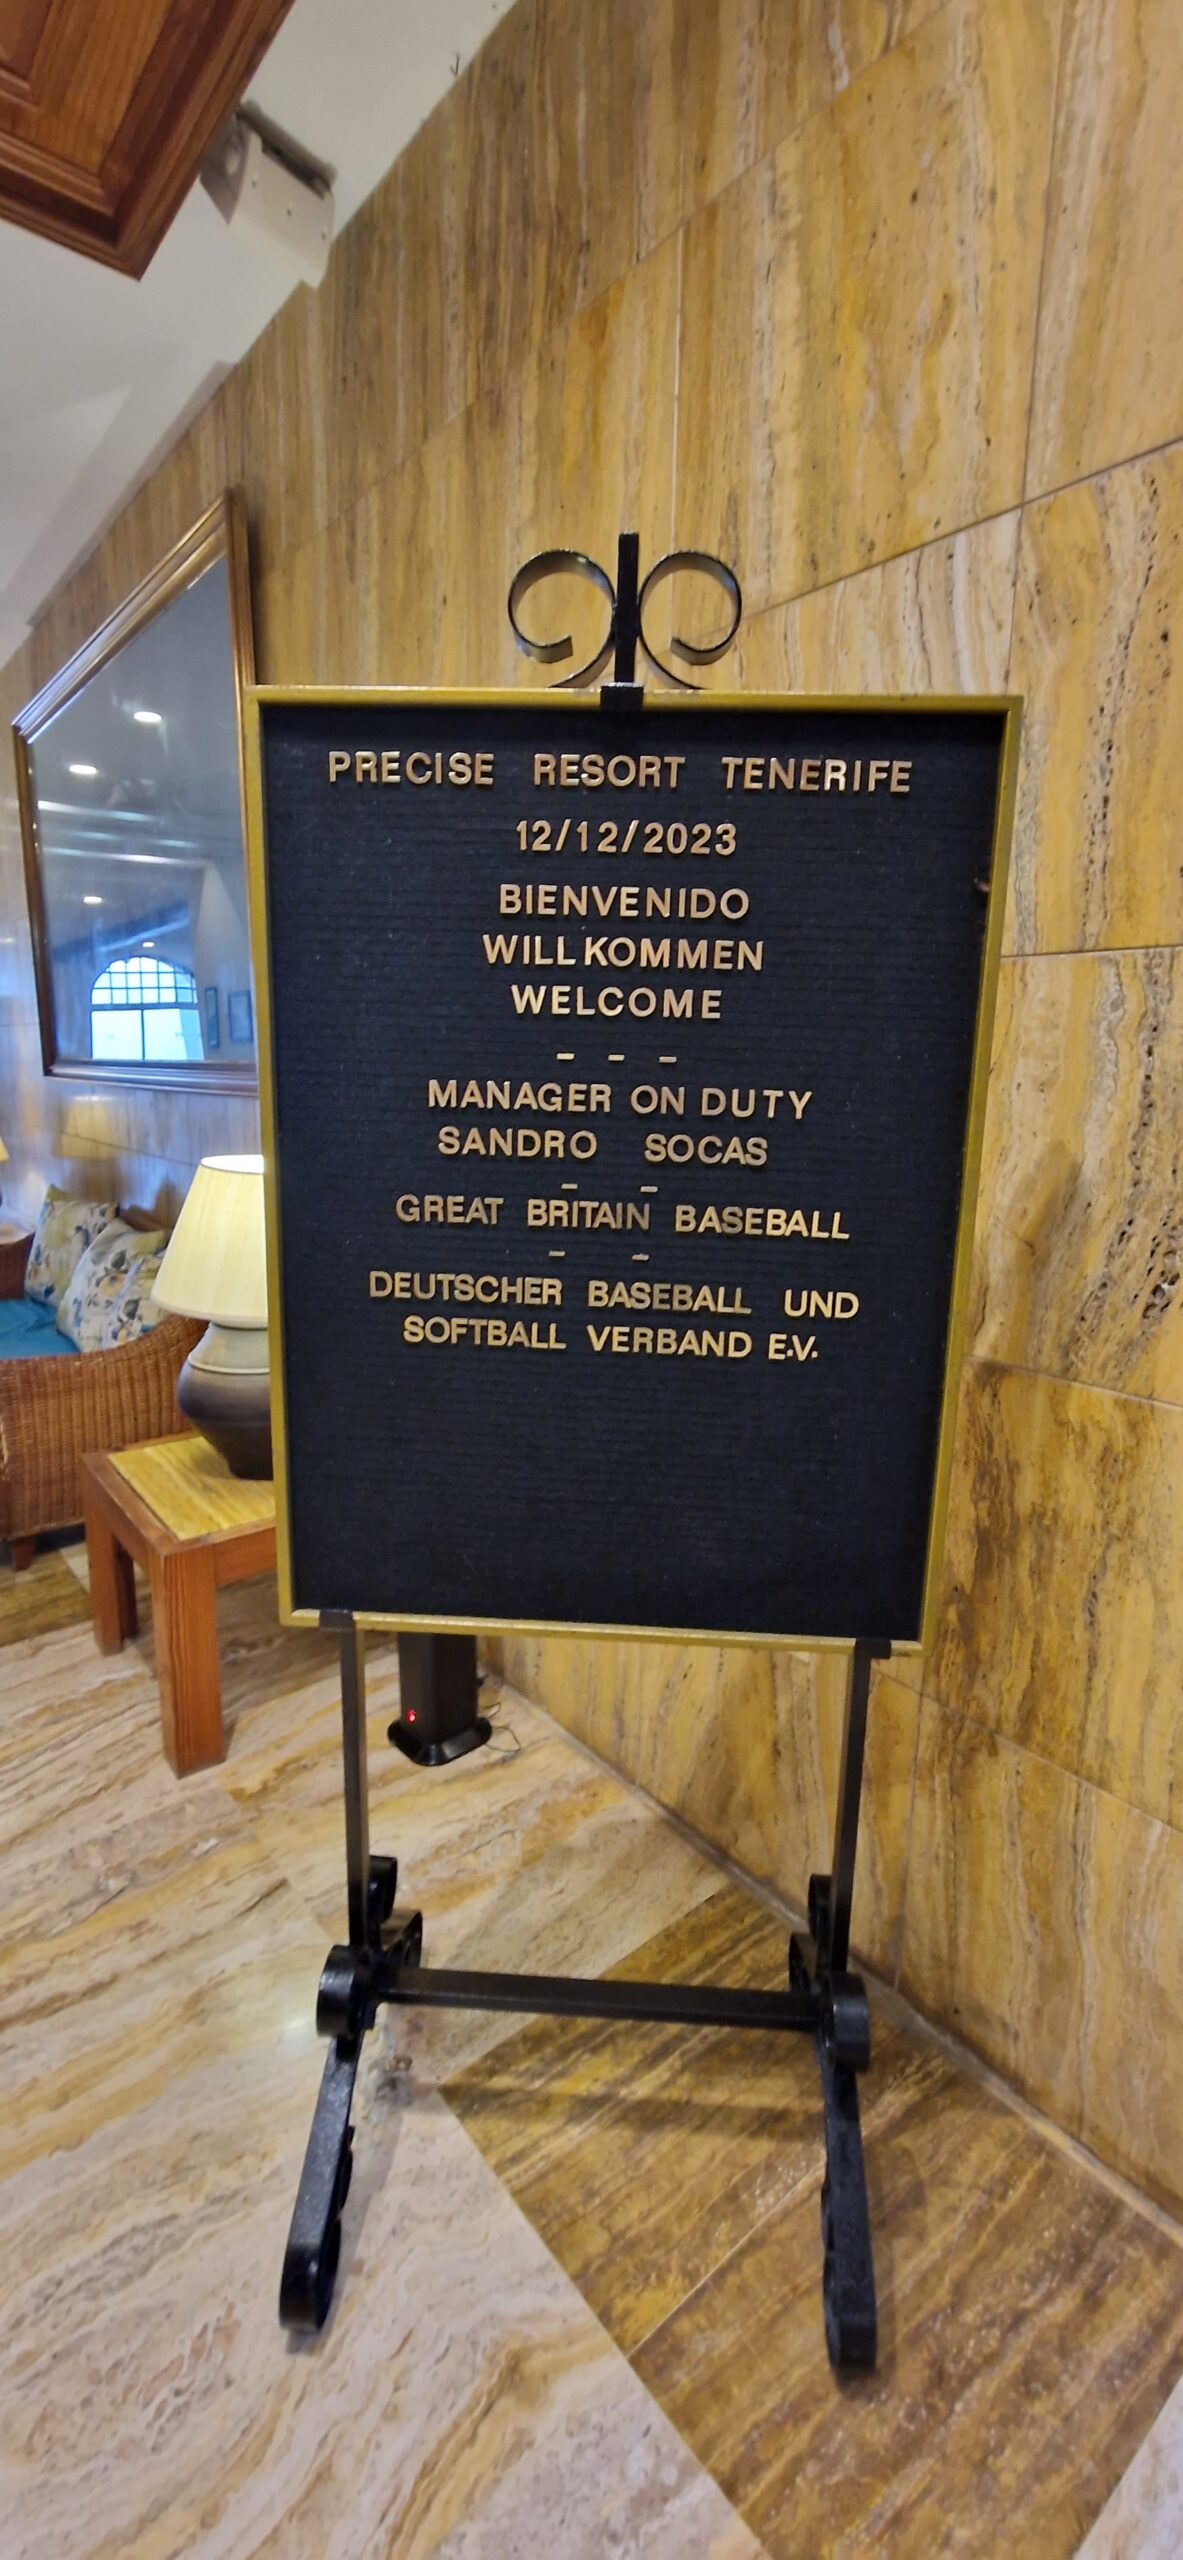 PRECISE RESORT TENERIFE
12/12/2023
BIENVENIDO
WILLKOMMEN
WELCOME
- - -
MANAGER ON DUTY
SANDRO SOCAS
- -
GREAT BRITAIN BASEBALL
- -
DEUTSCHER BASEBALL UND
SOFTBALL VERBAND E.V.